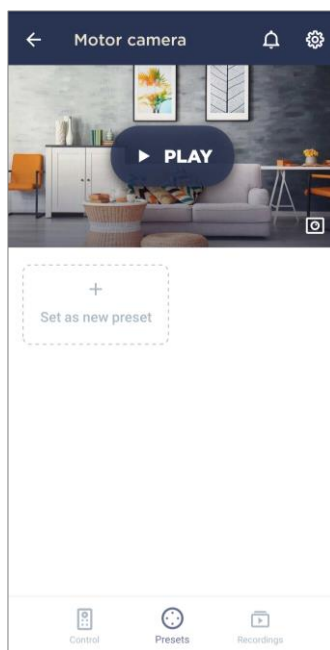 Motor camera
PLAY
Set as new preset
Control
Presets
Recordings